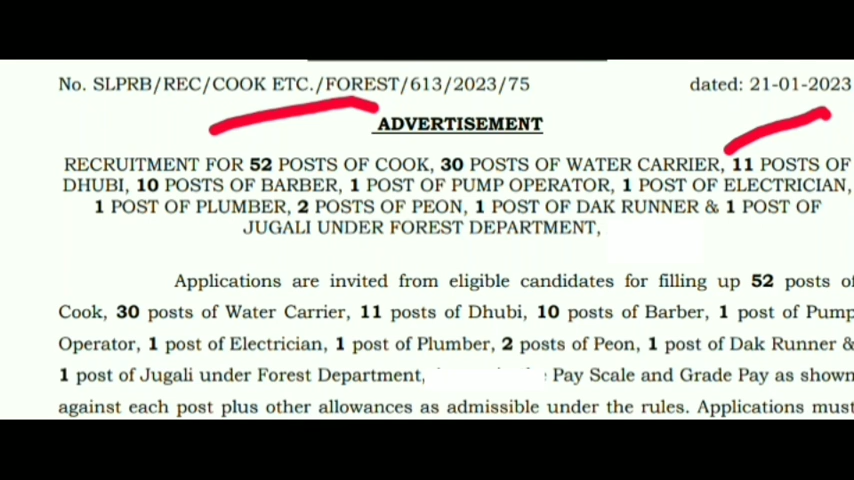 No. SLPRB/REC/COOK ETC./FOREST/613/2023/75 dated: 21-01-2023
ADVERTISEMENT
RECRUITMENT FOR 52 POSTS OF COOK, 30 POSTS OF WATER CARRIER, 11 POSTS OF
DHUBI, 10 POSTS OF BARBER, 1 POST OF PUMP OPERATOR, 1 POST OF ELECTRICIAN,
1 POST OF PLUMBER, 2 POSTS OF PEON, 1 POST OF DAK RUNNER & 1 POST OF
JUGALI UNDER FOREST DEPARTMENT,
Applications are invited from eligible candidates for filling up 52 posts of
Cook, 30 posts of Water Carrier, 11 posts of Dhubi, 10 posts of Barber, 1 post of Pump
Operator, 1 post of Electrician, 1 post of Plumber, 2 posts of Peon, 1 post of Dak Runner &
1 post of Jugali under Forest Department, Pay Scale and Grade Pay as shown
against each post plus other allowances as admissible under the rules. Applications must